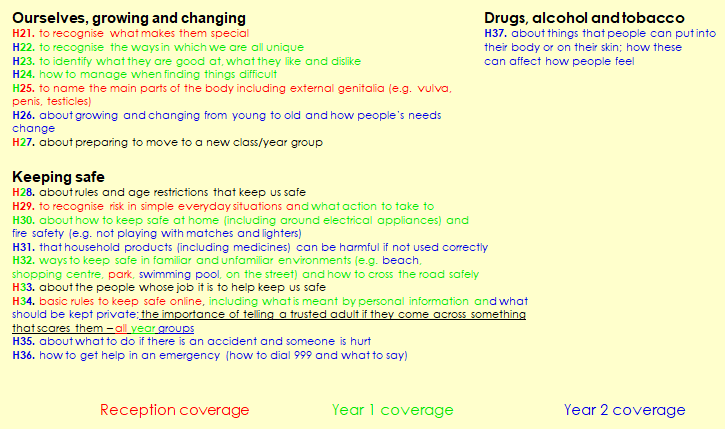 Ourselves, growing and changing
H21. to recognise what makes them special
H22. to recognise the ways in which we are all unique
H23. to identify what they are good at, what they like and dislike
H24. how to manage when finding things difficult
H25. to name the main parts of the body including external genitalia (e.g. vulva,
penis, testicles)
H26. about growing and changing from young to old and how people's needs
change
H27. about preparing to move to a new class/year group
Keeping safe
H28. about rules and age restrictions that keep us safe
H29. to recognise risk in simple everyday situations and what action to take to
H30. about how to keep safe at home (including around electrical appliances) and
fire safety (e.g. not playing with matches and lighters)
H31. that household products (including medicines) can be harmful if not used correctly
H32. ways to keep safe in familiar and unfamiliar environments (e.g. beach,
shopping centre, park, swimming pool, on the street) and how to cross the road safely
H33. about the people whose job it is to help keep us safe
H34. basic rules to keep safe online, including what is meant by personal information and what
should be kept private; the importance of telling a trusted adult if they come across something
that scares them – all year groups
H35. about what to do if there is an accident and someone is hurt
H36. how to get help in an emergency (how to dial 999 and what to say)
Drugs, alcohol and tobacco
H37. about things that people can put into
their body or on their skin; how these
can affect how people feel
Reception coverage
Year 1 coverage
Year 2 coverage